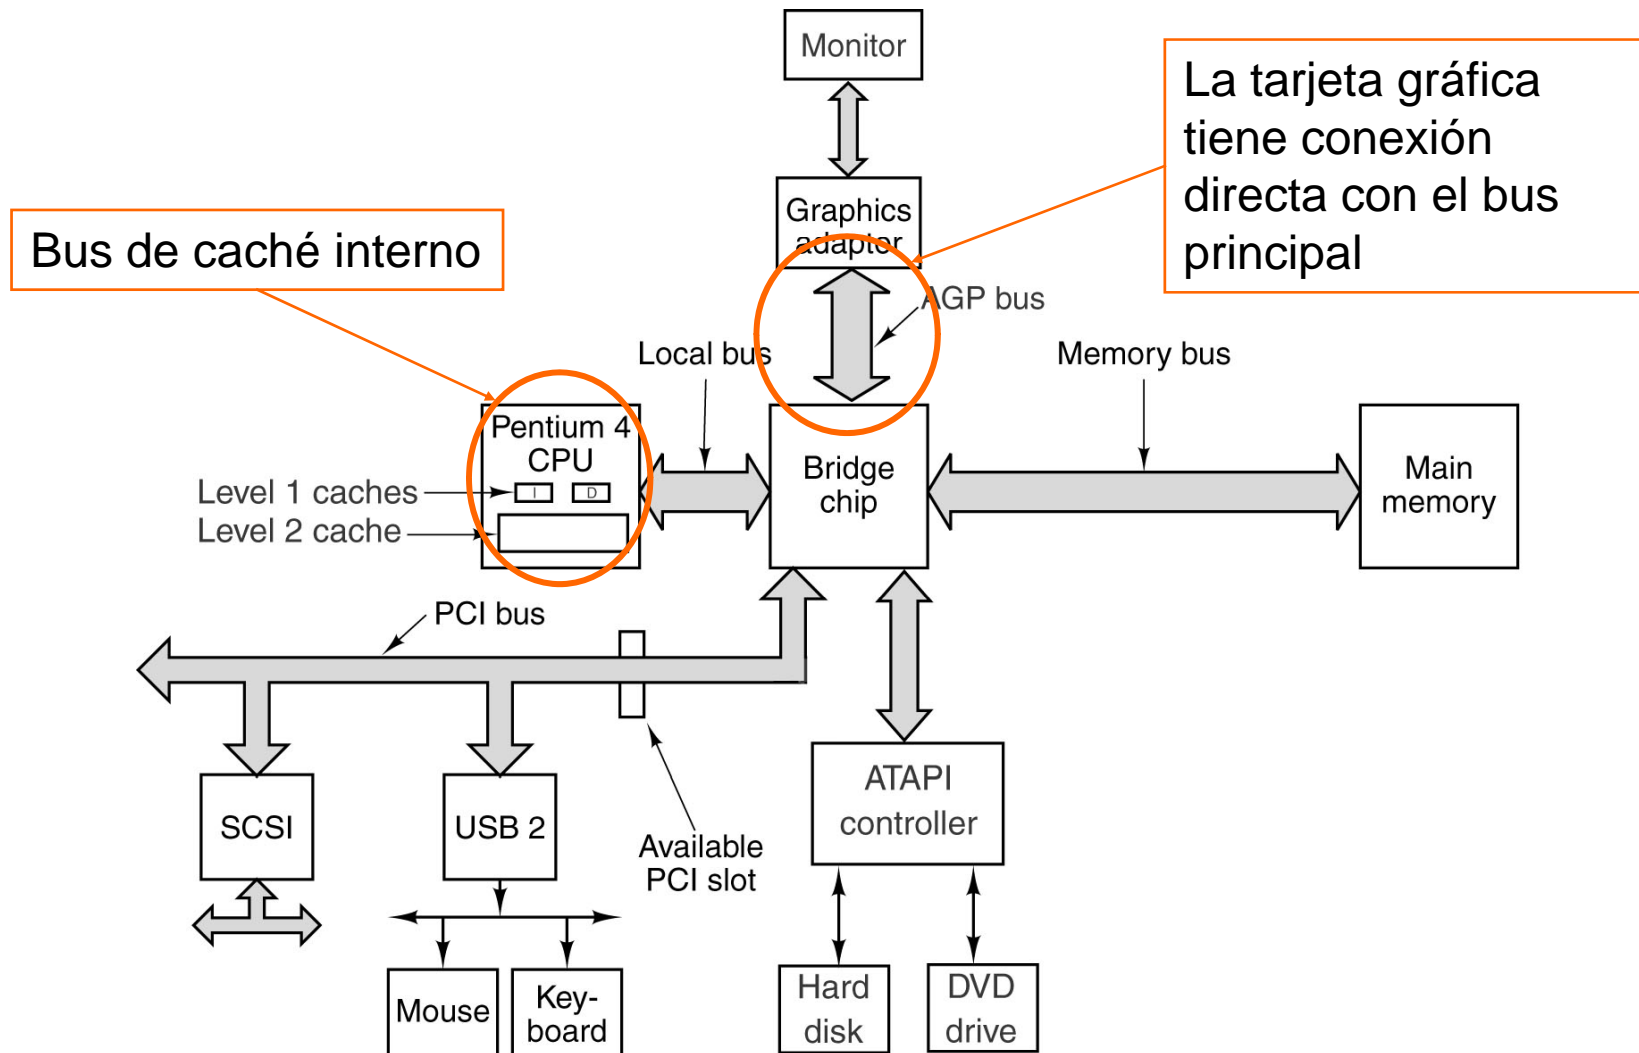 Monitor
La tarjeta gráfica
tiene conexión
directa con el bus
principal
Graphics
adaptor
Bus de caché interno
AGP bus
Local bus
Memory bus
Pentium 4
CPU
I D
Level 1 caches
Level 2 cache
Bridge
chip
Main
memory
PCI bus
SCSI
USB 2
Available
PCI slot
ATAPI
controller
Mouse
Key-
board
Hard
disk
DVD
drive